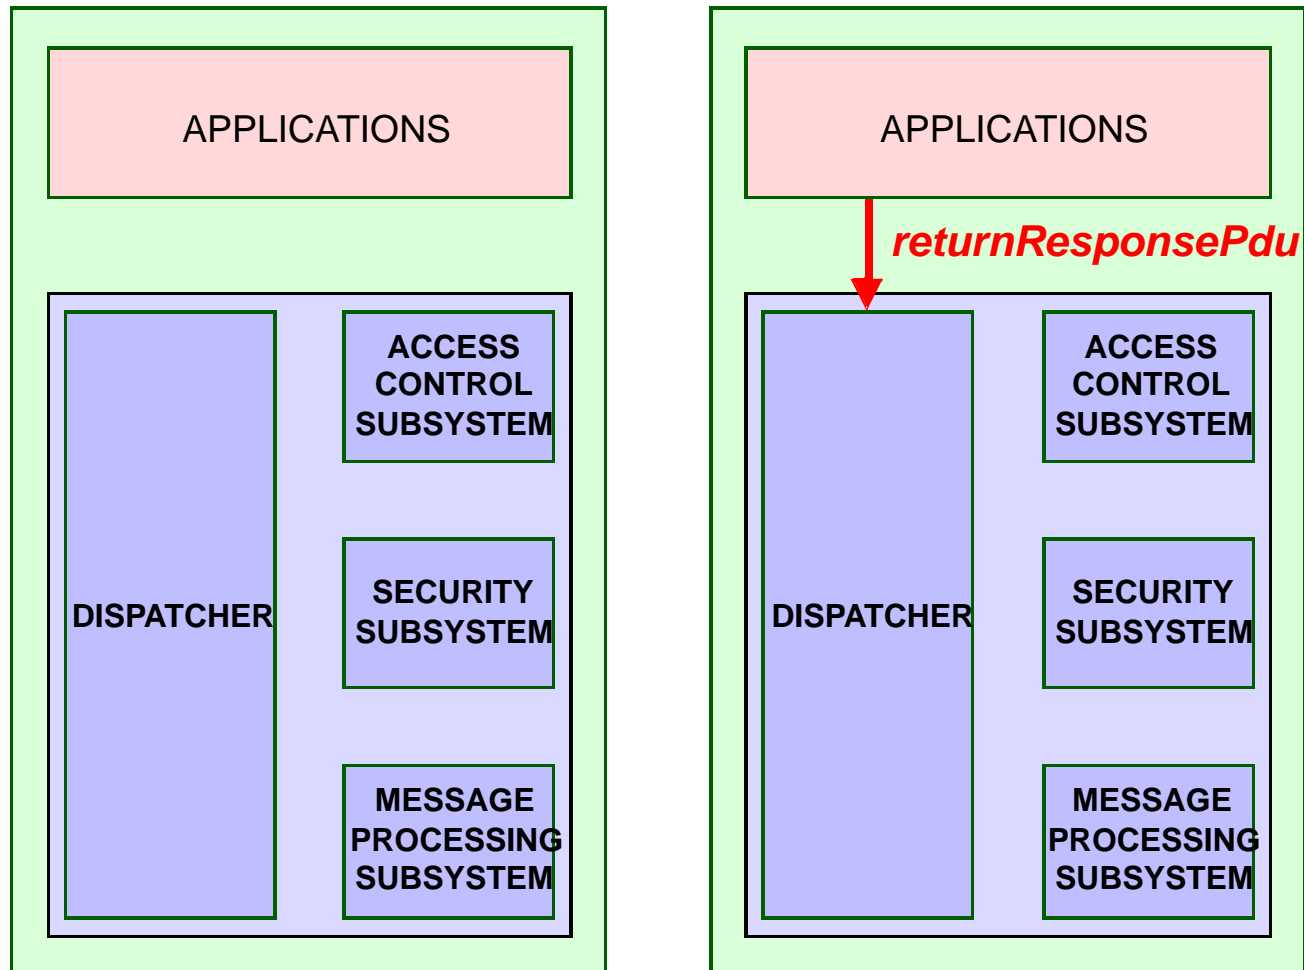 APPLICATIONS
DISPATCHER
ACCESS
CONTROL
SUBSYSTEM
SECURITY
SUBSYSTEM
MESSAGE
PROCESSING
SUBSYSTEM
APPLICATIONS
returnResponsePdu
DISPATCHER
ACCESS
CONTROL
SUBSYSTEM
SECURITY
SUBSYSTEM
MESSAGE
PROCESSING
SUBSYSTEM